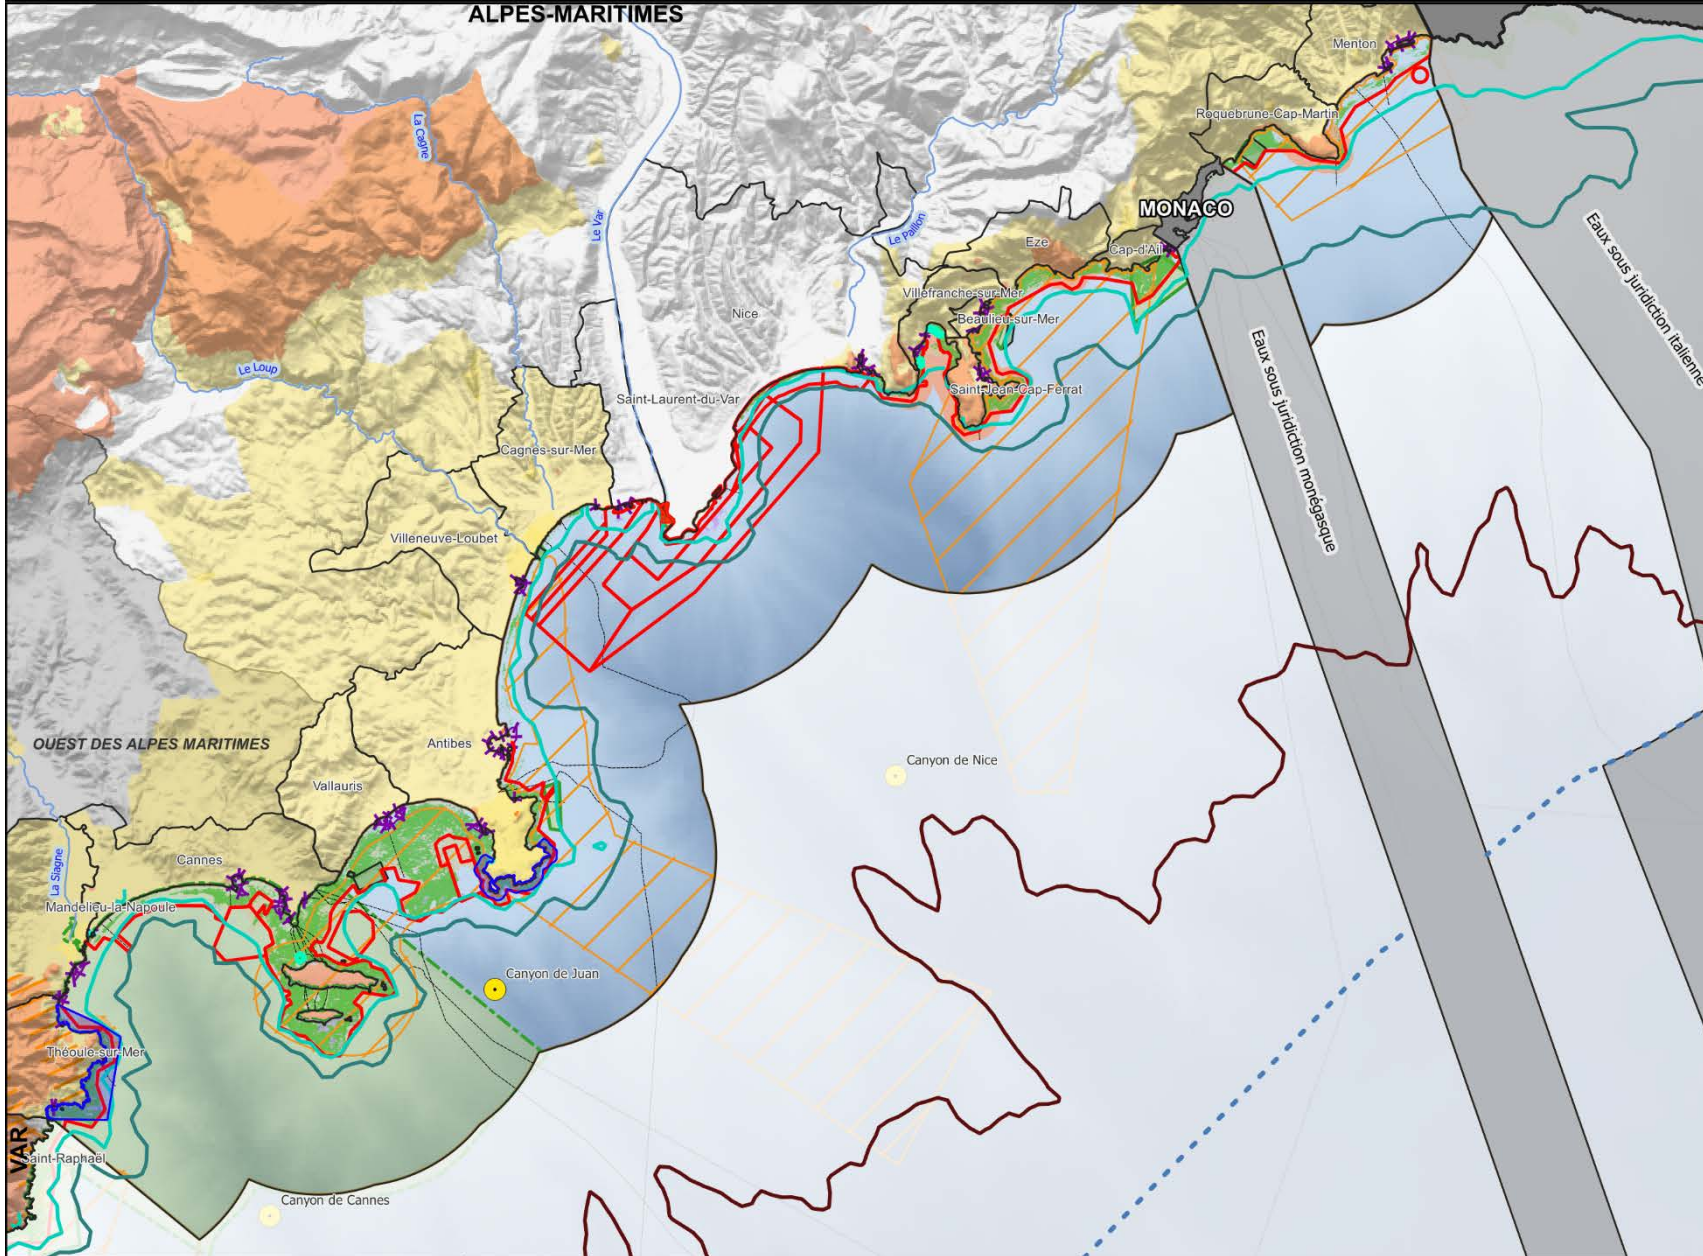 ALPES-MARITIMES
Menton
La Cagne
Roquebrune-Cap-Martin
MONACO
Le Var
Le Paillon
Eze
Cap-d'Ail
Eaux sous juridiction italienne
Villefranche-sur-Mer
Nice
Beaulieu-sur-Mer
Eaux sous juridiction monégasque
Le Loup
Saint-Jean-Cap-Ferrat
Saint-Laurent-du-Var
Cagnes-sur-Mer
Villeneuve-Loubet
OUEST DES ALPES MARITIMES
Antibes
Canyon de Nice
Vallauris
Cannes
La Siagne
Mandelieu-la-Napoule
Canyon de Juan
Théoule-sur-Mer
VAR
Saint-Raphaël
Canyon de Cannes